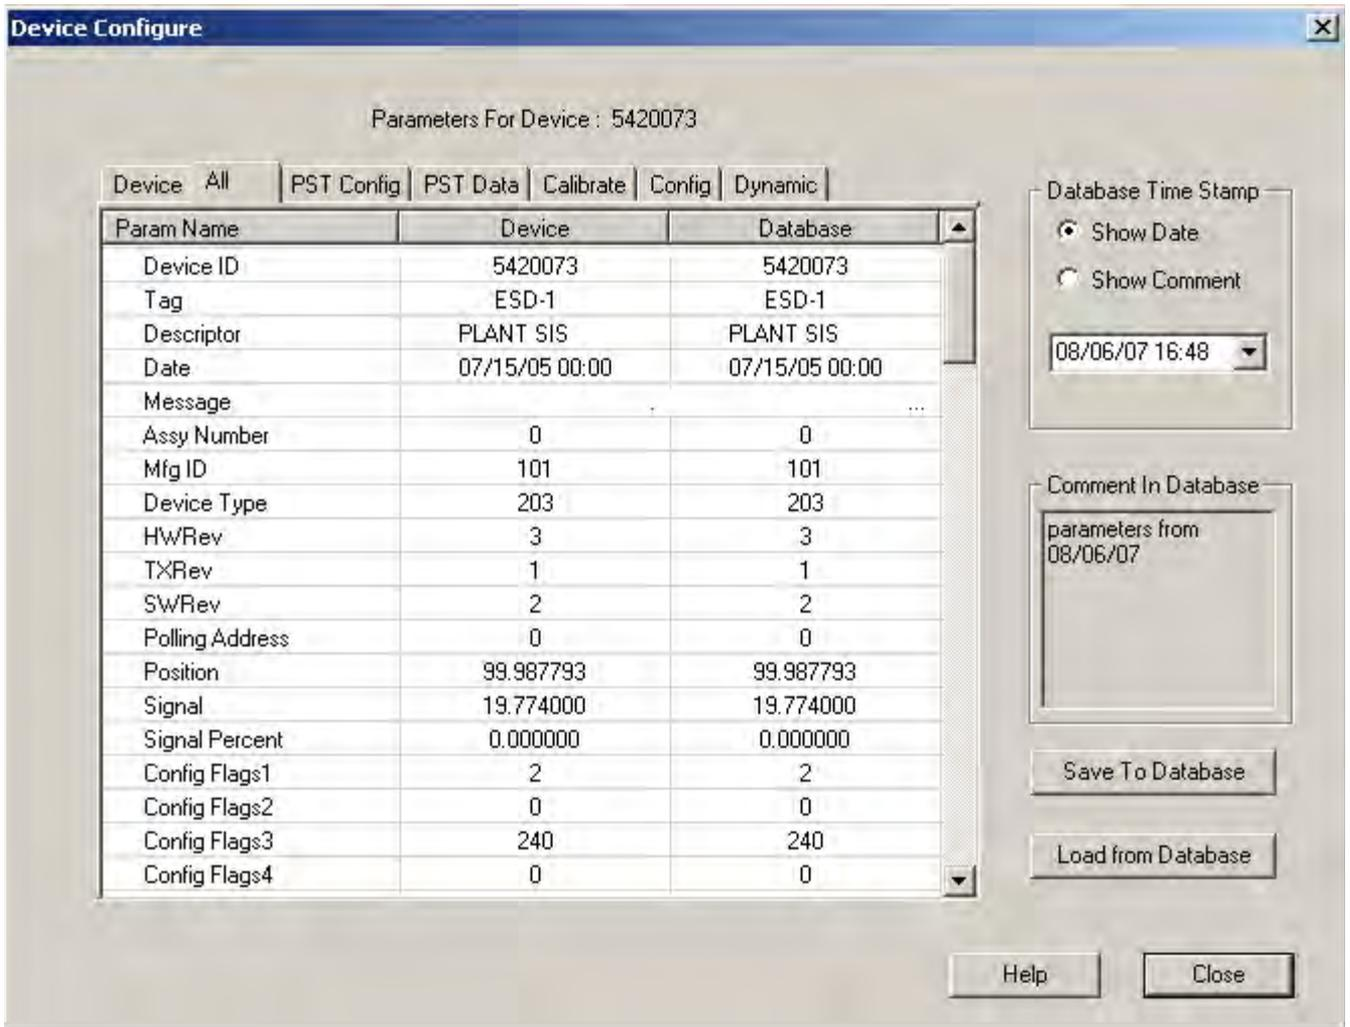 Device Configure
Parameters For Device : 5420073
Device All PST Config PST Data Calibrate Config Dynamic
Param Name Device Database
Device ID 5420073 5420073
Tag ESD-1 ESD-1
Descriptor PLANT SIS PLANT SIS
Date 07/15/05 00:00 07/15/05 00:00
Message . ...
Assy Number 0 0
Mfg ID 101 101
Device Type 203 203
HWRev 3 3
TXRev 1 1
SWRev 2 2
Polling Address 0 0
Position 99.987793 99.987793
Signal 19.774000 19.774000
Signal Percent 0.000000 0.000000
Config Flags1 2 2
Config Flags2 0 0
Config Flags3 240 240
Config Flags4 0 0
Database Time Stamp
Show Date
Show Comment
08/06/07 16:48
Comment In Database
parameters from
08/06/07
Save To Database
Load from Database
Help Close